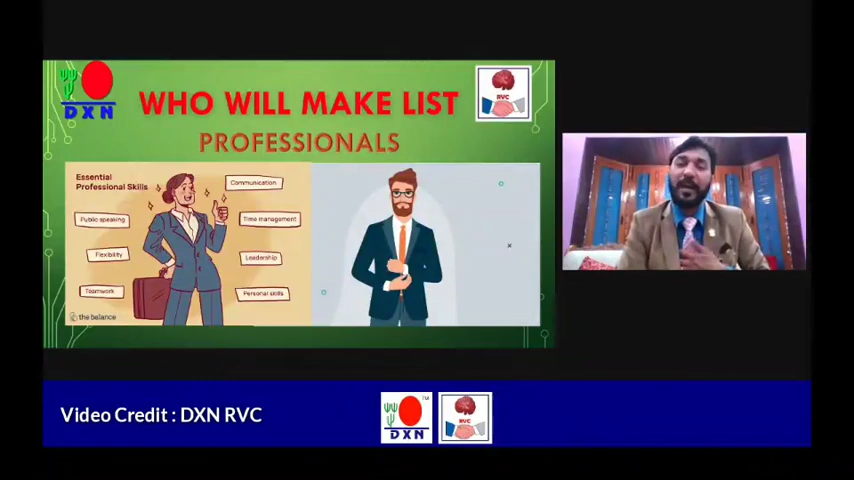 DXN
WHO WILL MAKE LIST
RVC
PROFESSIONALS
Essential
Professional Skills
Communication
Public speaking
Time management
Flexibility
Leadership
Teamwork
Personal skills
the balance
Video Credit : DXN RVC
TM
DXN
RVC